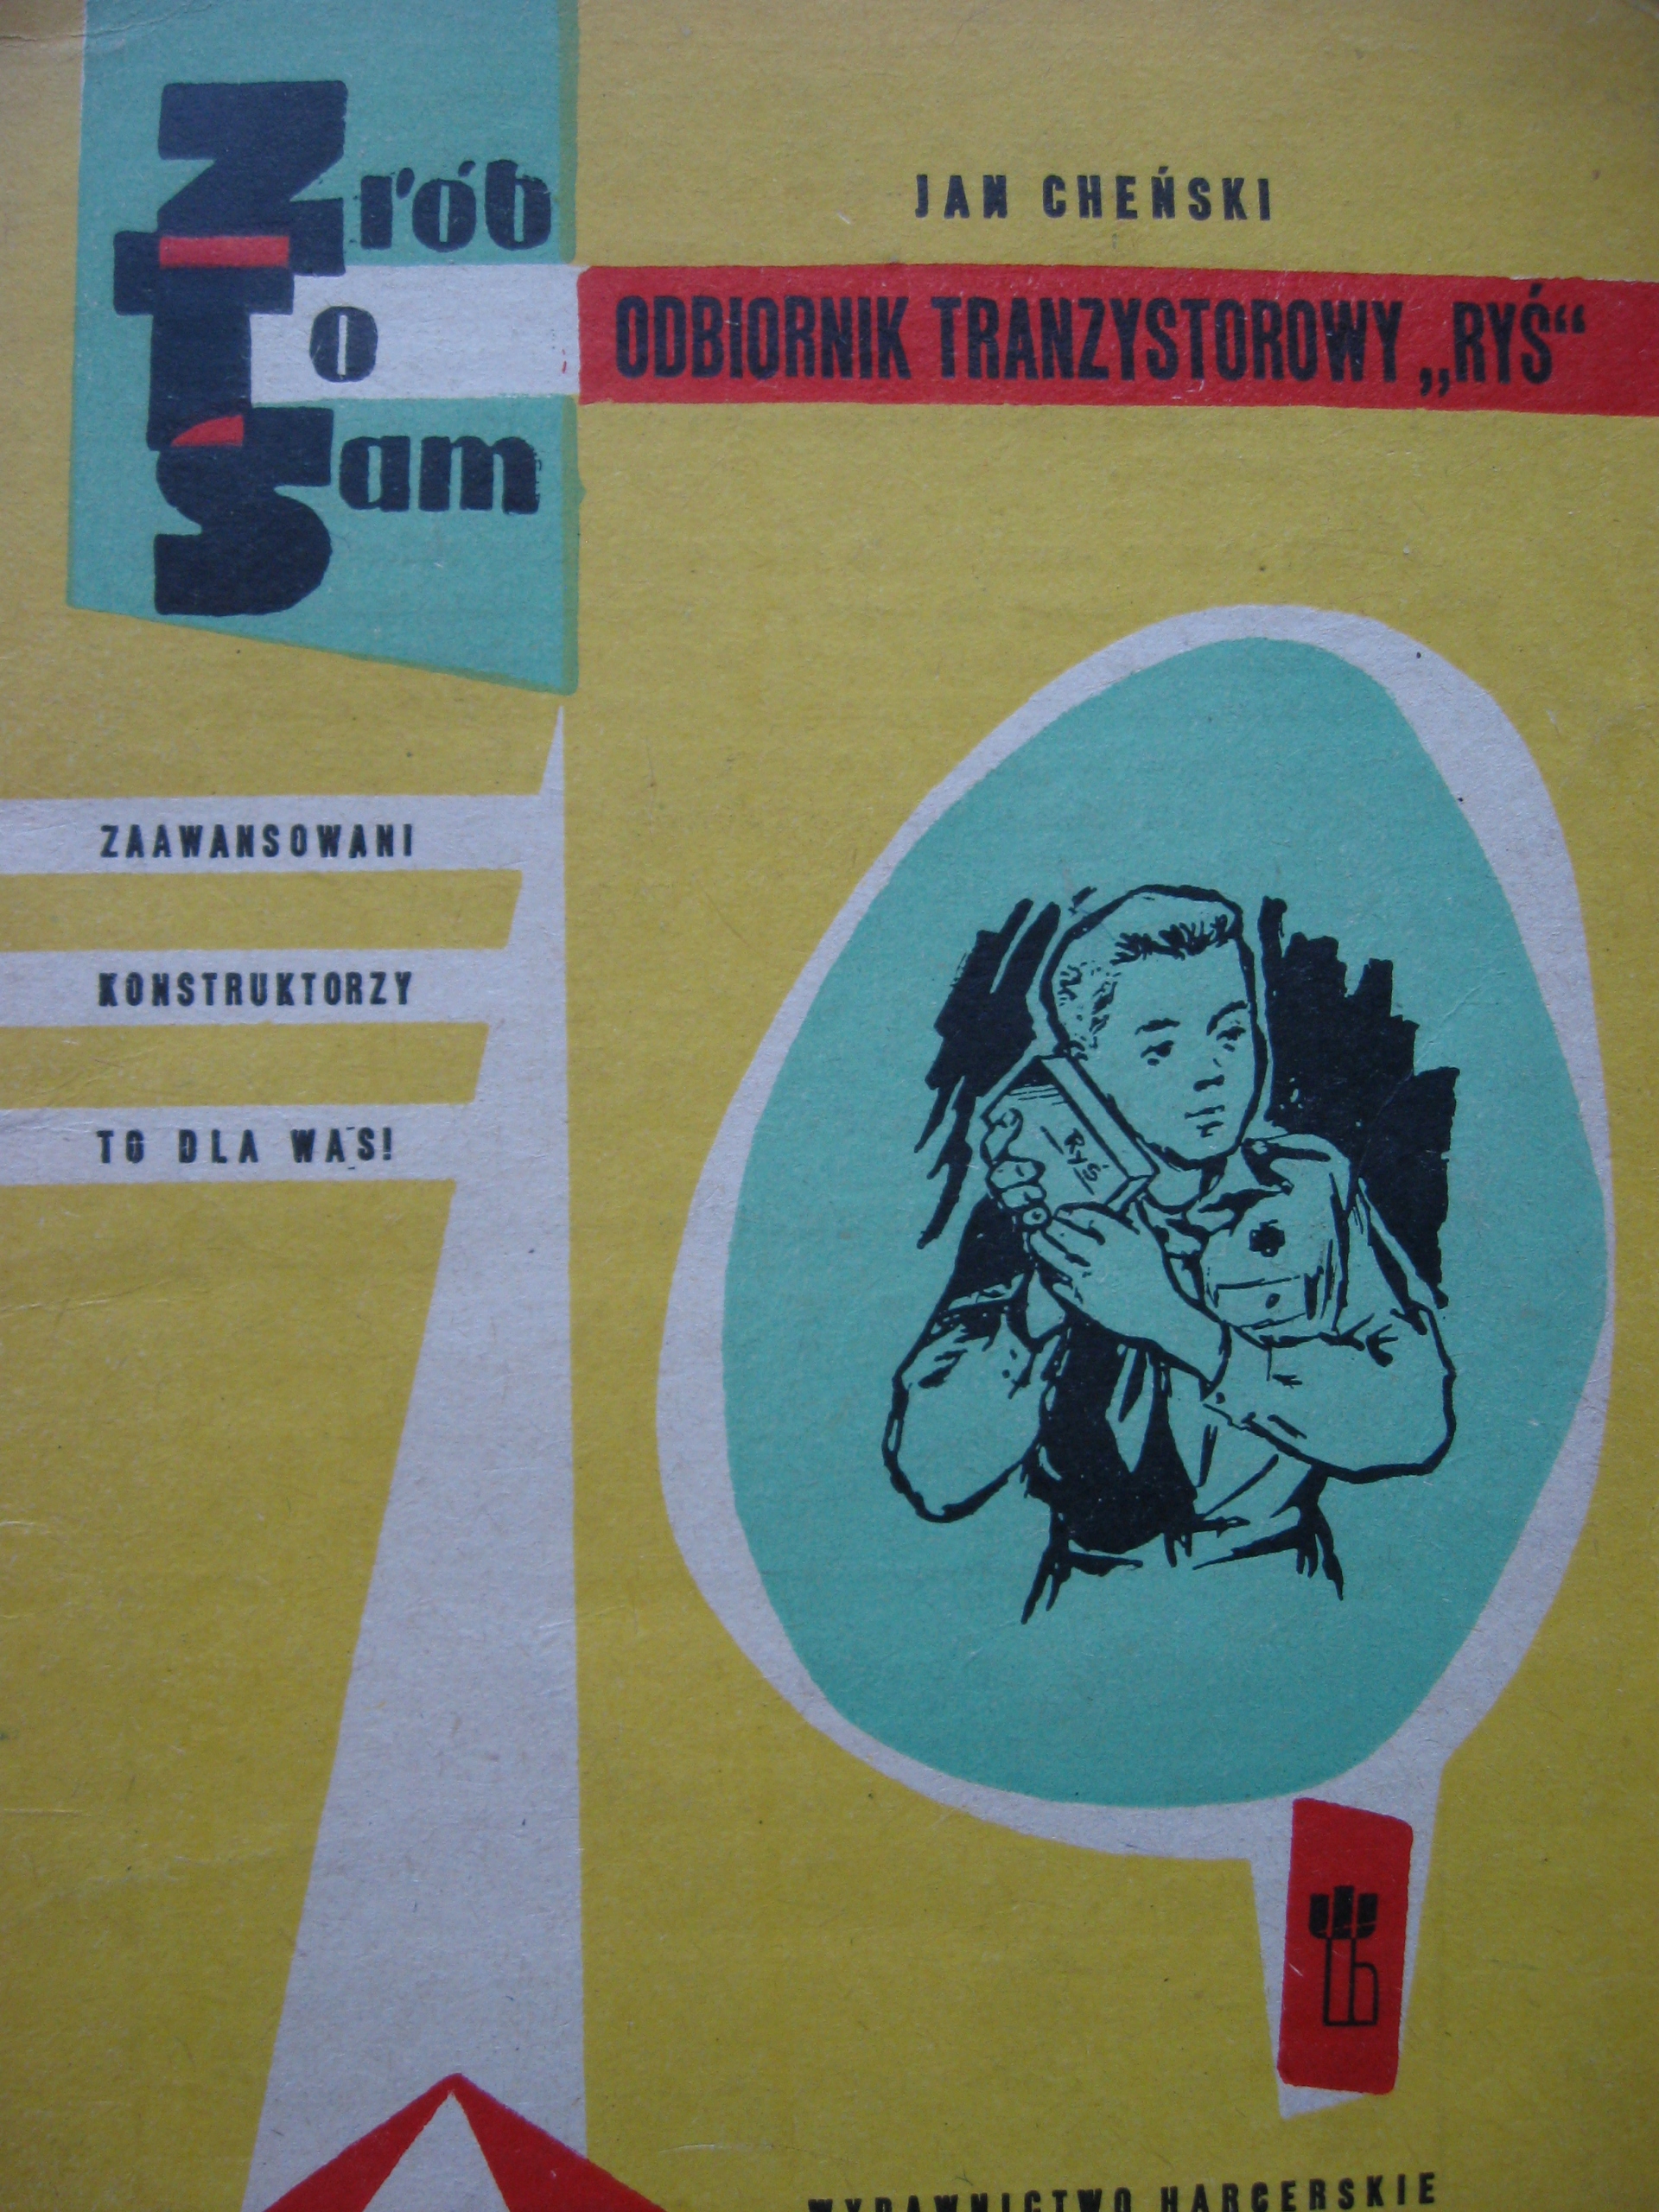 Zrób
To
Sam
JAN CHEŃSKI
ODBIORNIK TRANZYSTOROWY „RYŚ“
ZAAWANSOWANI
KONSTRUKTORZY
TO DLA WAS!
RYŚ
WYDAWNICTWO HARCERSKIE